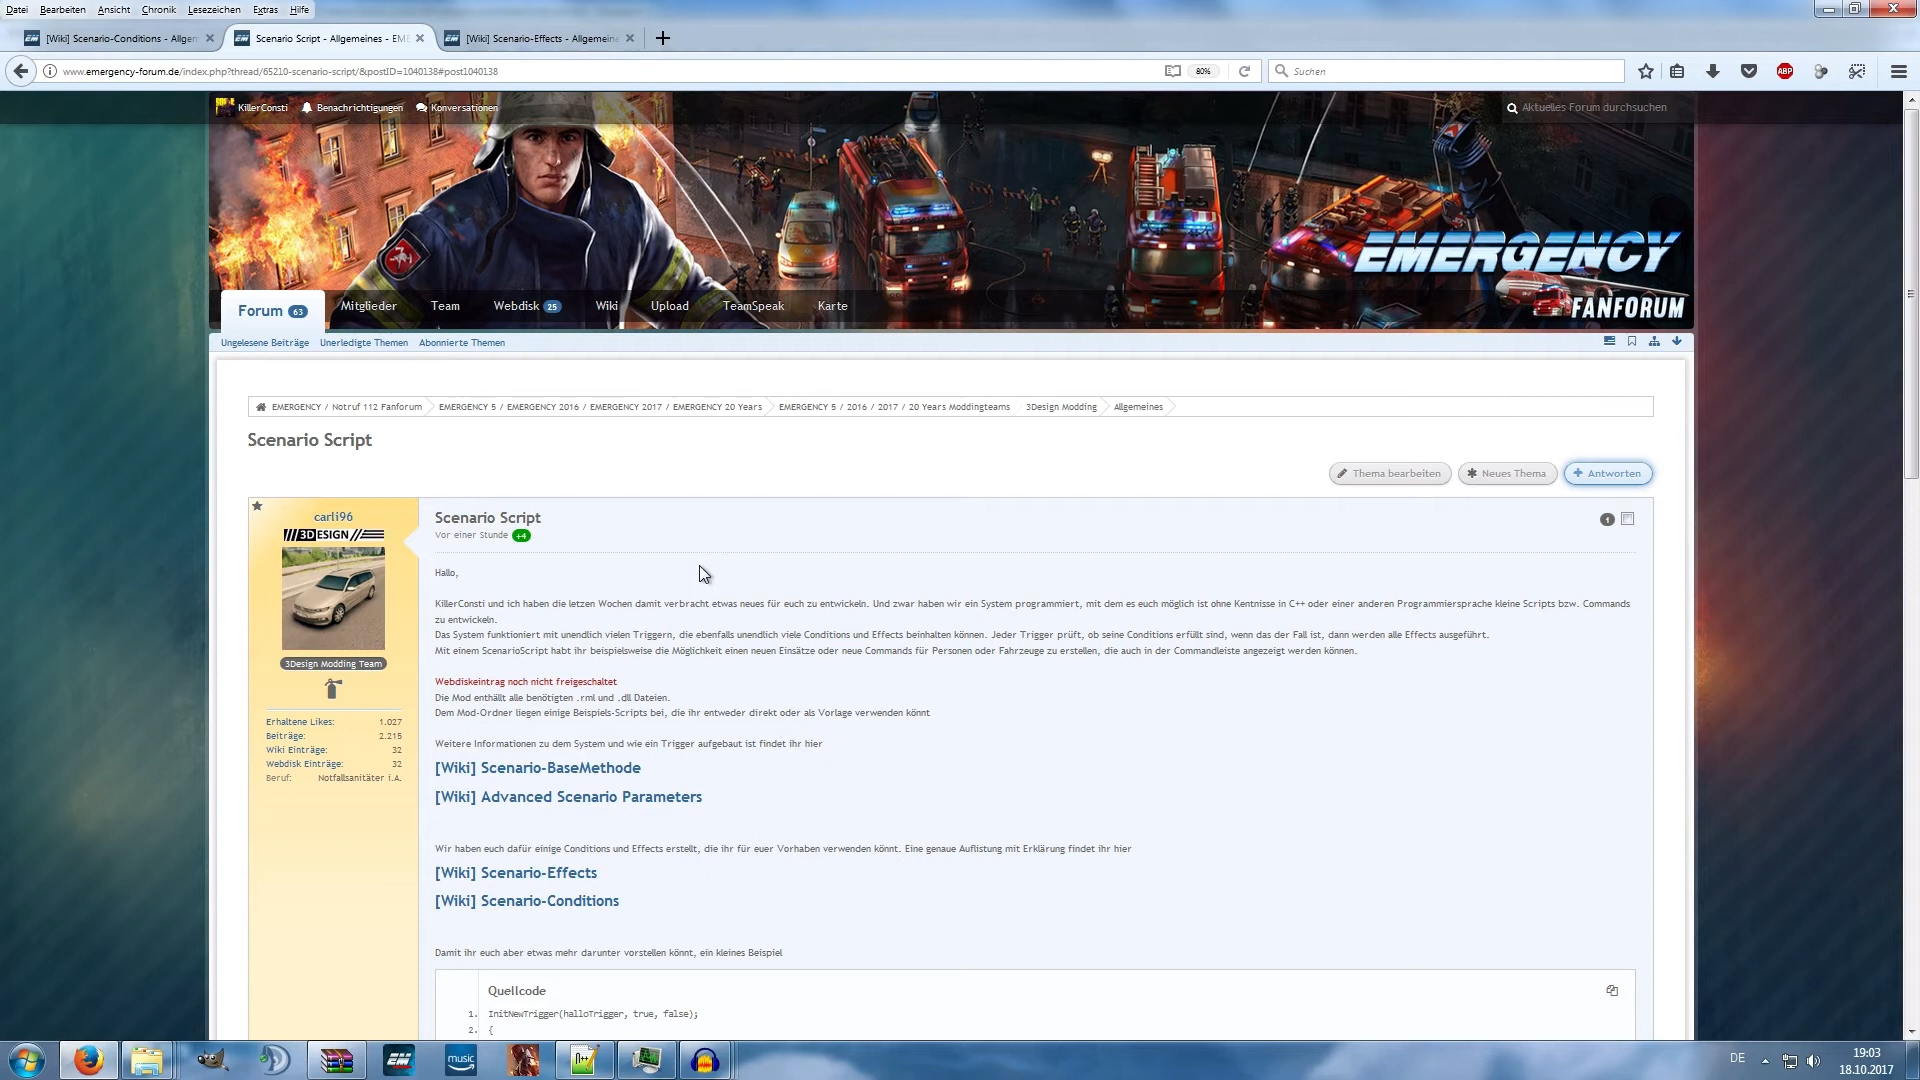 Datei Bearbeiten Ansicht Chronik Lesezeichen Extras Hilfe
[Wiki] Scenario-Conditions - Allgem
Scenario Script - Allgemeines - EME
[Wiki] Scenario-Effects - Allgemeine
www.emergency-forum.de/index.php?thread/65210-scenario-script/&postID=1040138#post1040138
80%
Suchen
ABP
KillerConsti Benachrichtigungen Konversationen
Aktuelles Forum durchsuchen
EMERGENCY
FANFORUM
Forum 63 Mitglieder Team Webdisk 25 Wiki Upload TeamSpeak Karte
Ungelesene Beiträge Unerledigte Themen Abonnierte Themen
EMERGENCY / Notruf 112 Fanforum EMERGENCY 5 / EMERGENCY 2016 / EMERGENCY 2017 / EMERGENCY 20 Years EMERGENCY 5 / 2016 / 2017 / 20 Years Moddingteams 3Design Modding Allgemeines
Scenario Script
Thema bearbeiten Neues Thema Antworten
carli96
3DESIGN
3Design Modding Team
Erhaltene Likes: 1.027
Beiträge: 2.215
Wiki Einträge: 32
Webdisk Einträge: 32
Beruf: Notfallsanitäter i.A.
Scenario Script
1
Vor einer Stunde +4
Hallo,
KillerConsti und ich haben die letzen Wochen damit verbracht etwas neues für euch zu entwickeln. Und zwar haben wir ein System programmiert, mit dem es euch möglich ist ohne Kentnisse in C++ oder einer anderen Programmiersprache kleine Scripts bzw. Commands
zu entwickeln.
Das System funktioniert mit unendlich vielen Triggern, die ebenfalls unendlich viele Conditions und Effects beinhalten können. Jeder Trigger prüft, ob seine Conditions erfüllt sind, wenn das der Fall ist, dann werden alle Effects ausgeführt.
Mit einem ScenarioScript habt ihr beispielsweise die Möglichkeit einen neuen Einsätze oder neue Commands für Personen oder Fahrzeuge zu erstellen, die auch in der Commandleiste angezeigt werden können.
Webdiskeintrag noch nicht freigeschaltet
Die Mod enthällt alle benötigten .rml und .dll Dateien.
Dem Mod-Ordner liegen einige Beispiels-Scripts bei, die ihr entweder direkt oder als Vorlage verwenden könnt
Weitere Informationen zu dem System und wie ein Trigger aufgebaut ist findet ihr hier
[Wiki] Scenario-BaseMethode
[Wiki] Advanced Scenario Parameters
Wir haben euch dafür einige Conditions und Effects erstellt, die ihr für euer Vorhaben verwenden könnt. Eine genaue Auflistung mit Erklärung findet ihr hier
[Wiki] Scenario-Effects
[Wiki] Scenario-Conditions
Damit ihr euch aber etwas mehr darunter vorstellen könnt, ein kleines Beispiel
Quellcode
1. InitNewTrigger(halloTrigger, true, false);
2. {
EM
music
DE
19:03
18.10.2017